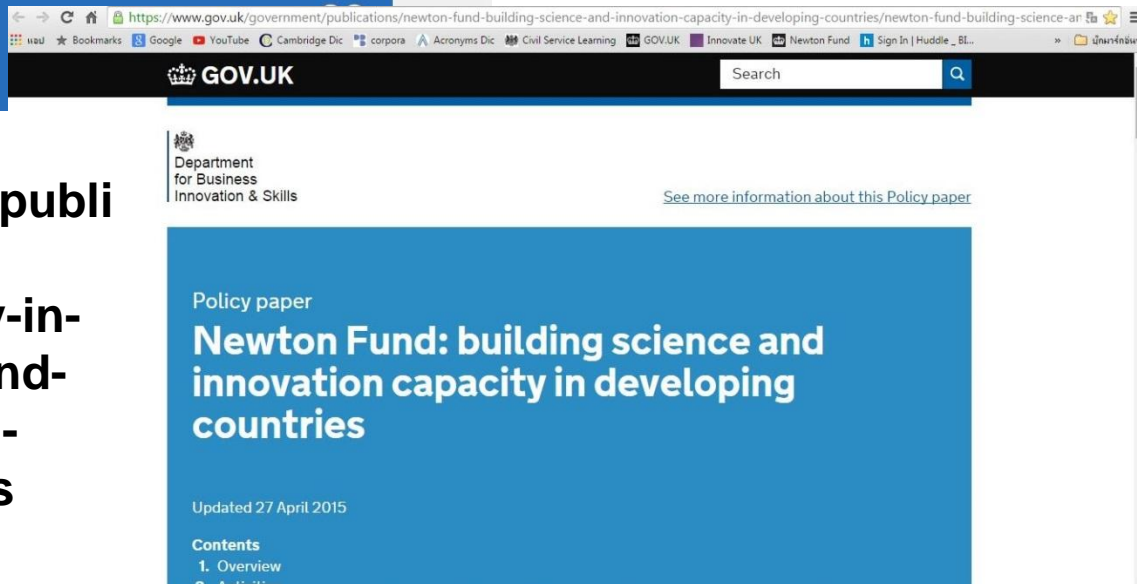 https://www.gov.uk/government/publications/newton-fund-building-science-and-innovation-capacity-in-developing-countries/newton-fund-building-science-an
แอป Bookmarks Google YouTube Cambridge Dic corpora Acronyms Dic Civil Service Learning GOV.UK Innovate UK Newton Fund Sign In | Huddle _ BI... »
GOV.UK
Search
Department
for Business
Innovation & Skills
See more information about this Policy paper
publi
-in-
nd-
-
s
Policy paper
Newton Fund: building science and
innovation capacity in developing
countries
Updated 27 April 2015
Contents
1. Overview